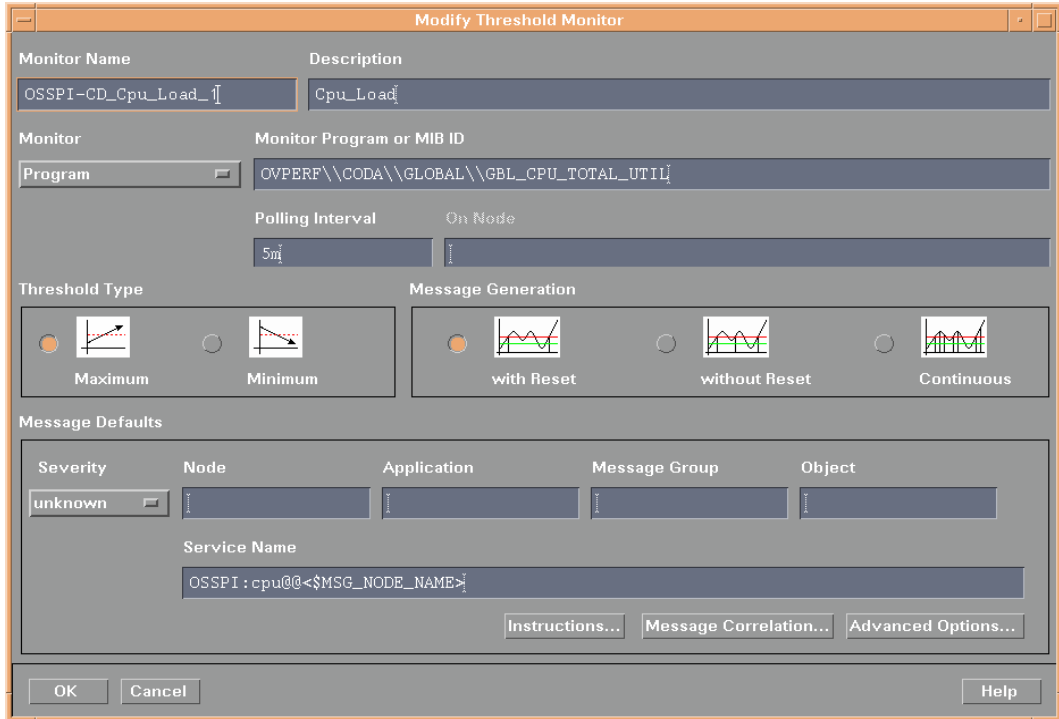 Modify Threshold Monitor
Monitor Name Description
OSSPI-CD_Cpu_Load_1 Cpu_Load
Monitor Monitor Program or MIB ID
Program OVPERF\\CODA\\GLOBAL\\GBL_CPU_TOTAL_UTIL
Polling Interval On Node
5m
Threshold Type Message Generation
Maximum Minimum with Reset without Reset Continuous
Message Defaults
Severity Node Application Message Group Object
unknown
Service Name
OSSPI:cpu@@<$MSG_NODE_NAME>
Instructions... Message Correlation... Advanced Options...
OK Cancel Help